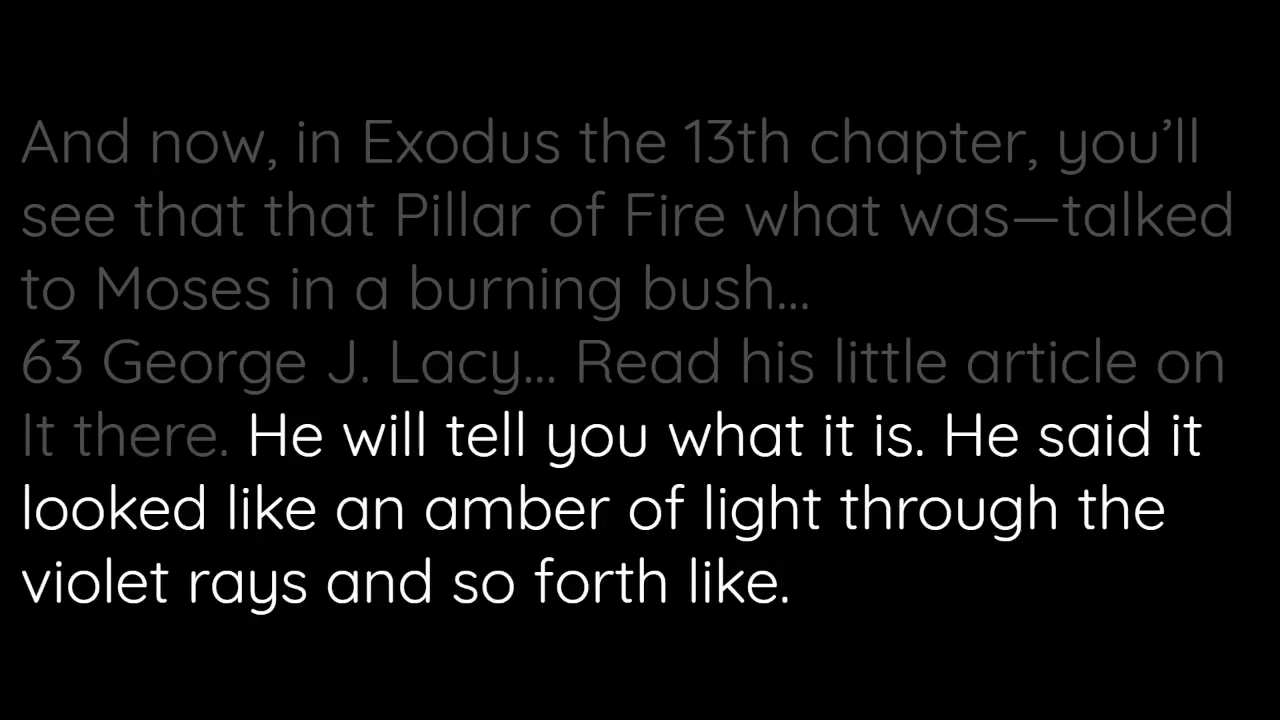 And now, in Exodus the 13th chapter, you’ll
see that that Pillar of Fire what was—talked
to Moses in a burning bush...
63 George J. Lacy... Read his little article on
It there. He will tell you what it is. He said it
looked like an amber of light through the
violet rays and so forth like.